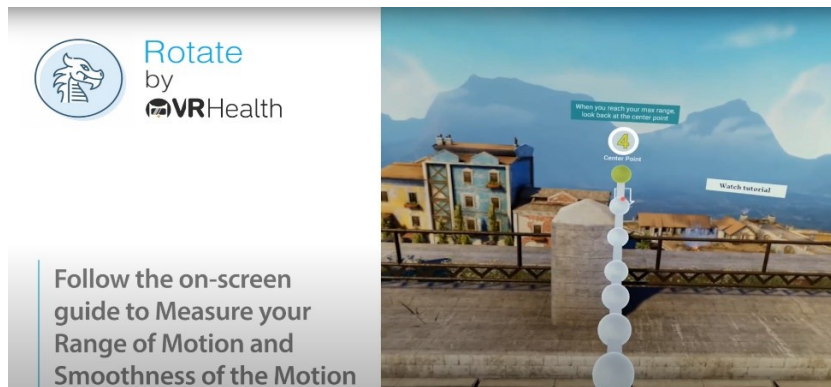 Rotate
by
VRHealth
Follow the on-screen
guide to Measure your
Range of Motion and
Smoothness of the Motion
When you reach your max range,
look back at the center point
4
Center Point
Watch tutorial